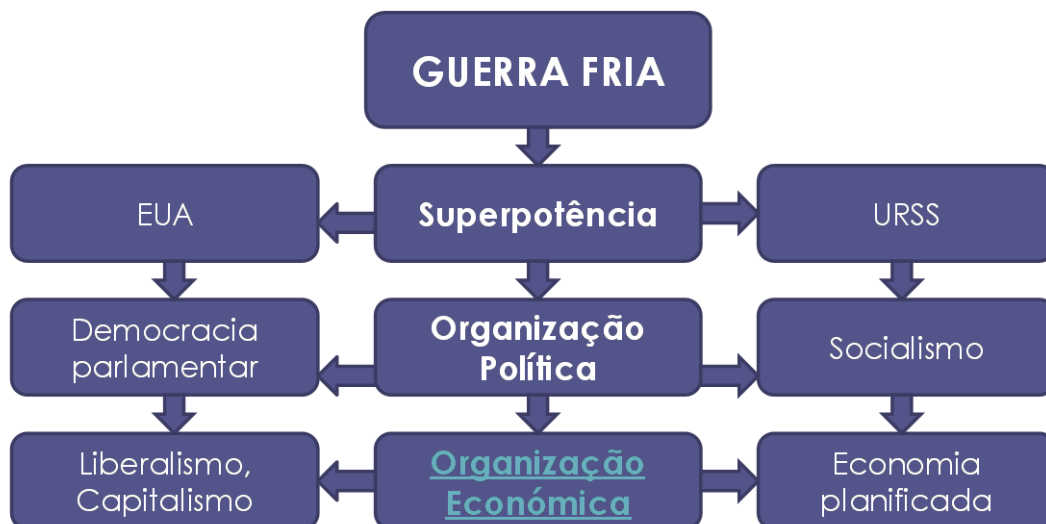 GUERRA FRIA
EUA
Superpotência
URSS
Democracia
parlamentar
Organização
Política
Socialismo
Liberalismo,
Capitalismo
Organização
Económica
Economia
planificada